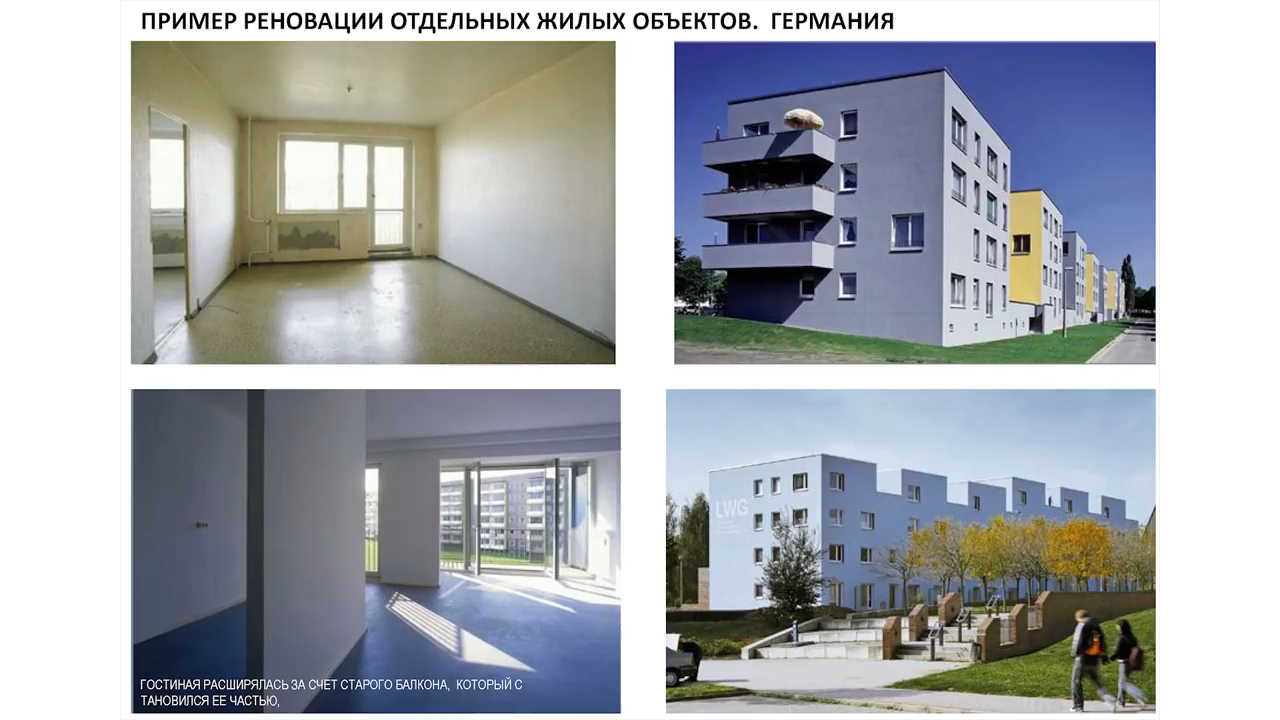 ПРИМЕР РЕНОВАЦИИ ОТДЕЛЬНЫХ ЖИЛЫХ ОБЪЕКТОВ. ГЕРМАНИЯ
LWG
ГОСТИНАЯ РАСШИРЯЛАСЬ ЗА СЧЕТ СТАРОГО БАЛКОНА, КОТОРЫЙ С
ТАНОВИЛСЯ ЕЕ ЧАСТЬЮ,